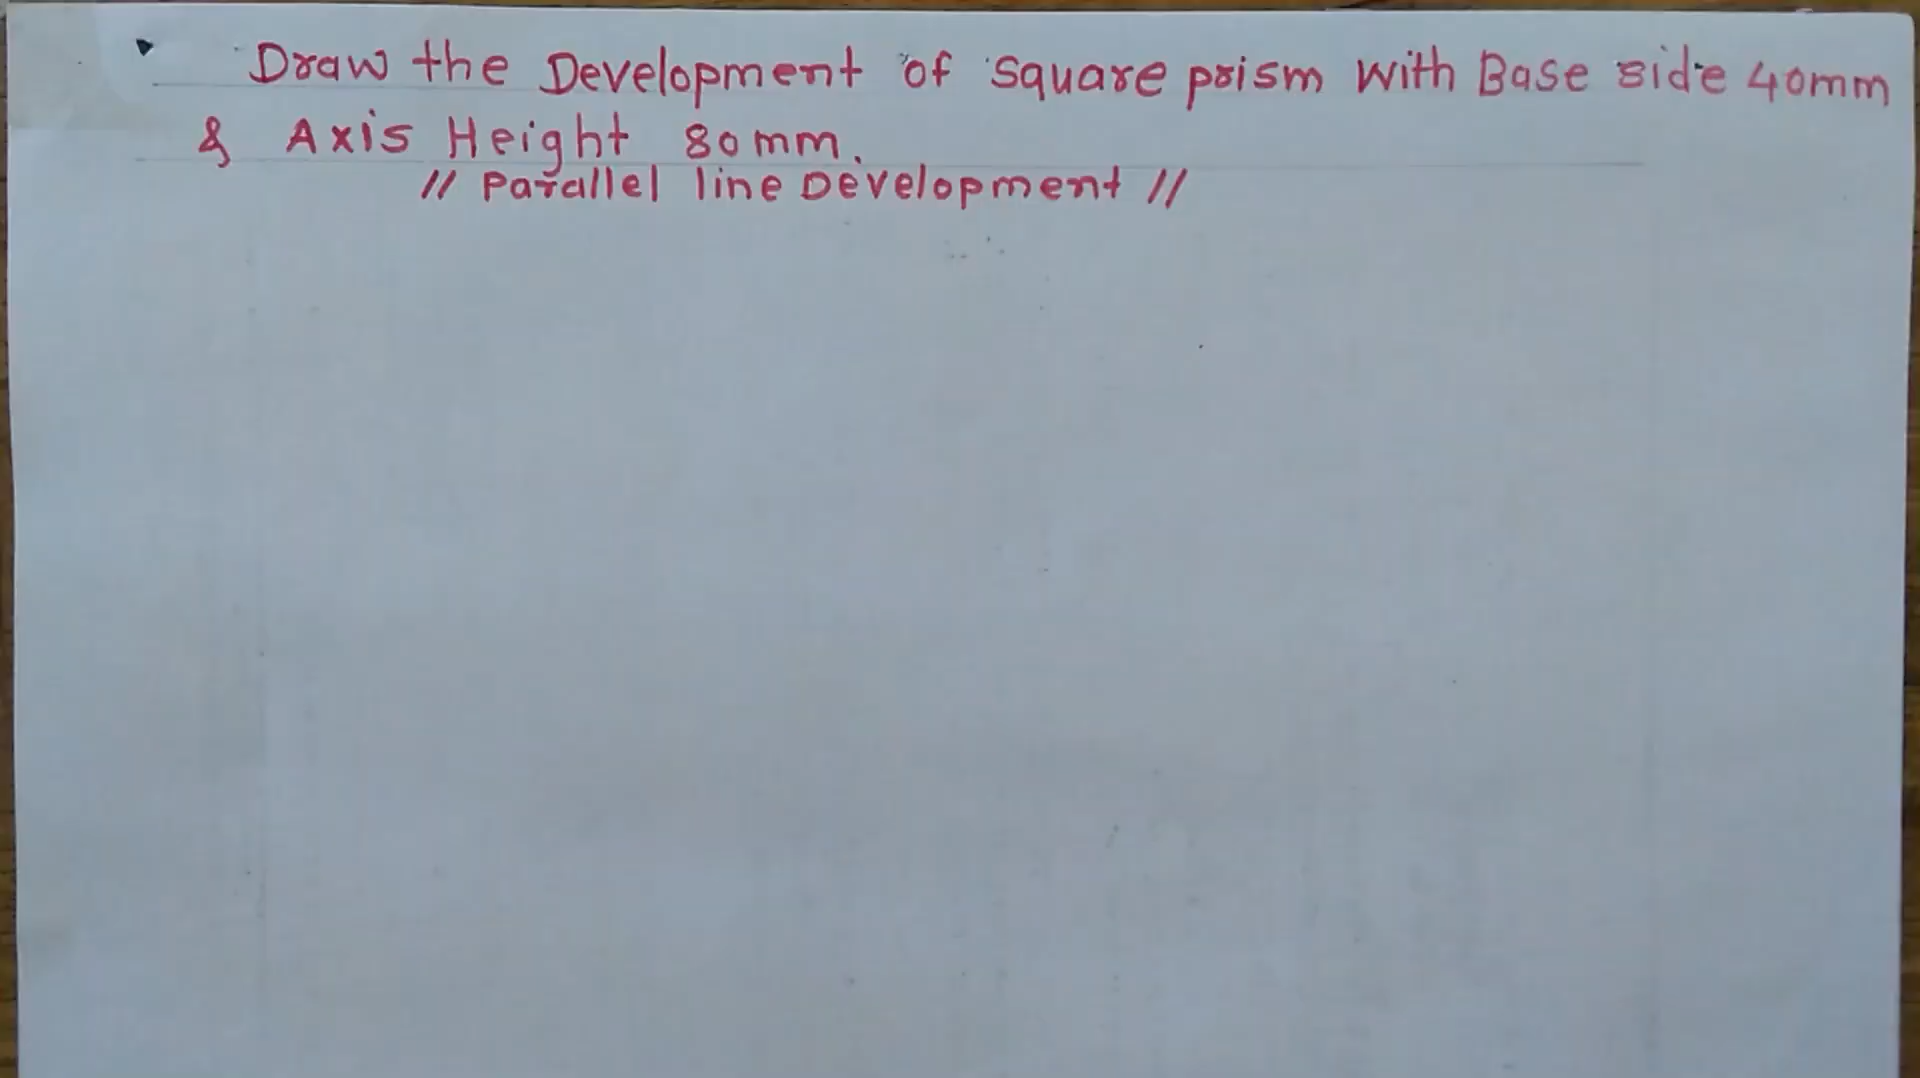 Draw the Development of square prism with Base side 40mm
& Axis Height 80mm.
// Parallel line Development //